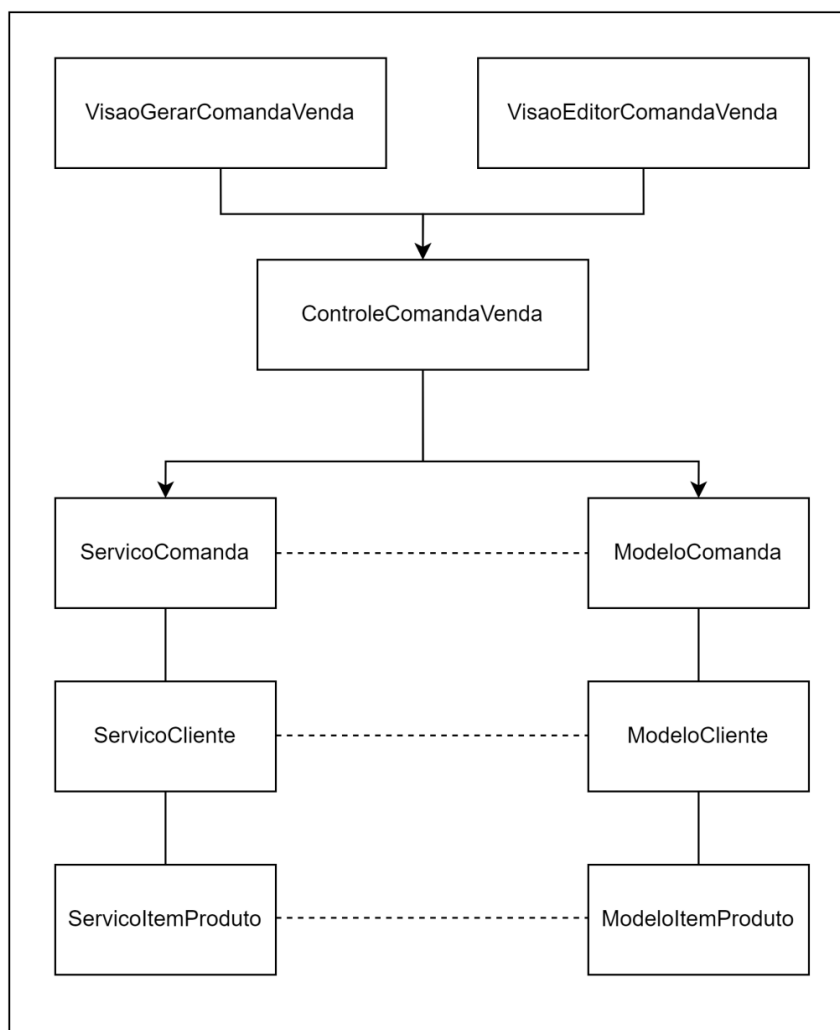 VisaoGerarComandaVenda
VisaoEditorComandaVenda
ControleComandaVenda
ServicoComanda
ModeloComanda
ServicoCliente
ModeloCliente
ServicoItemProduto
ModeloItemProduto